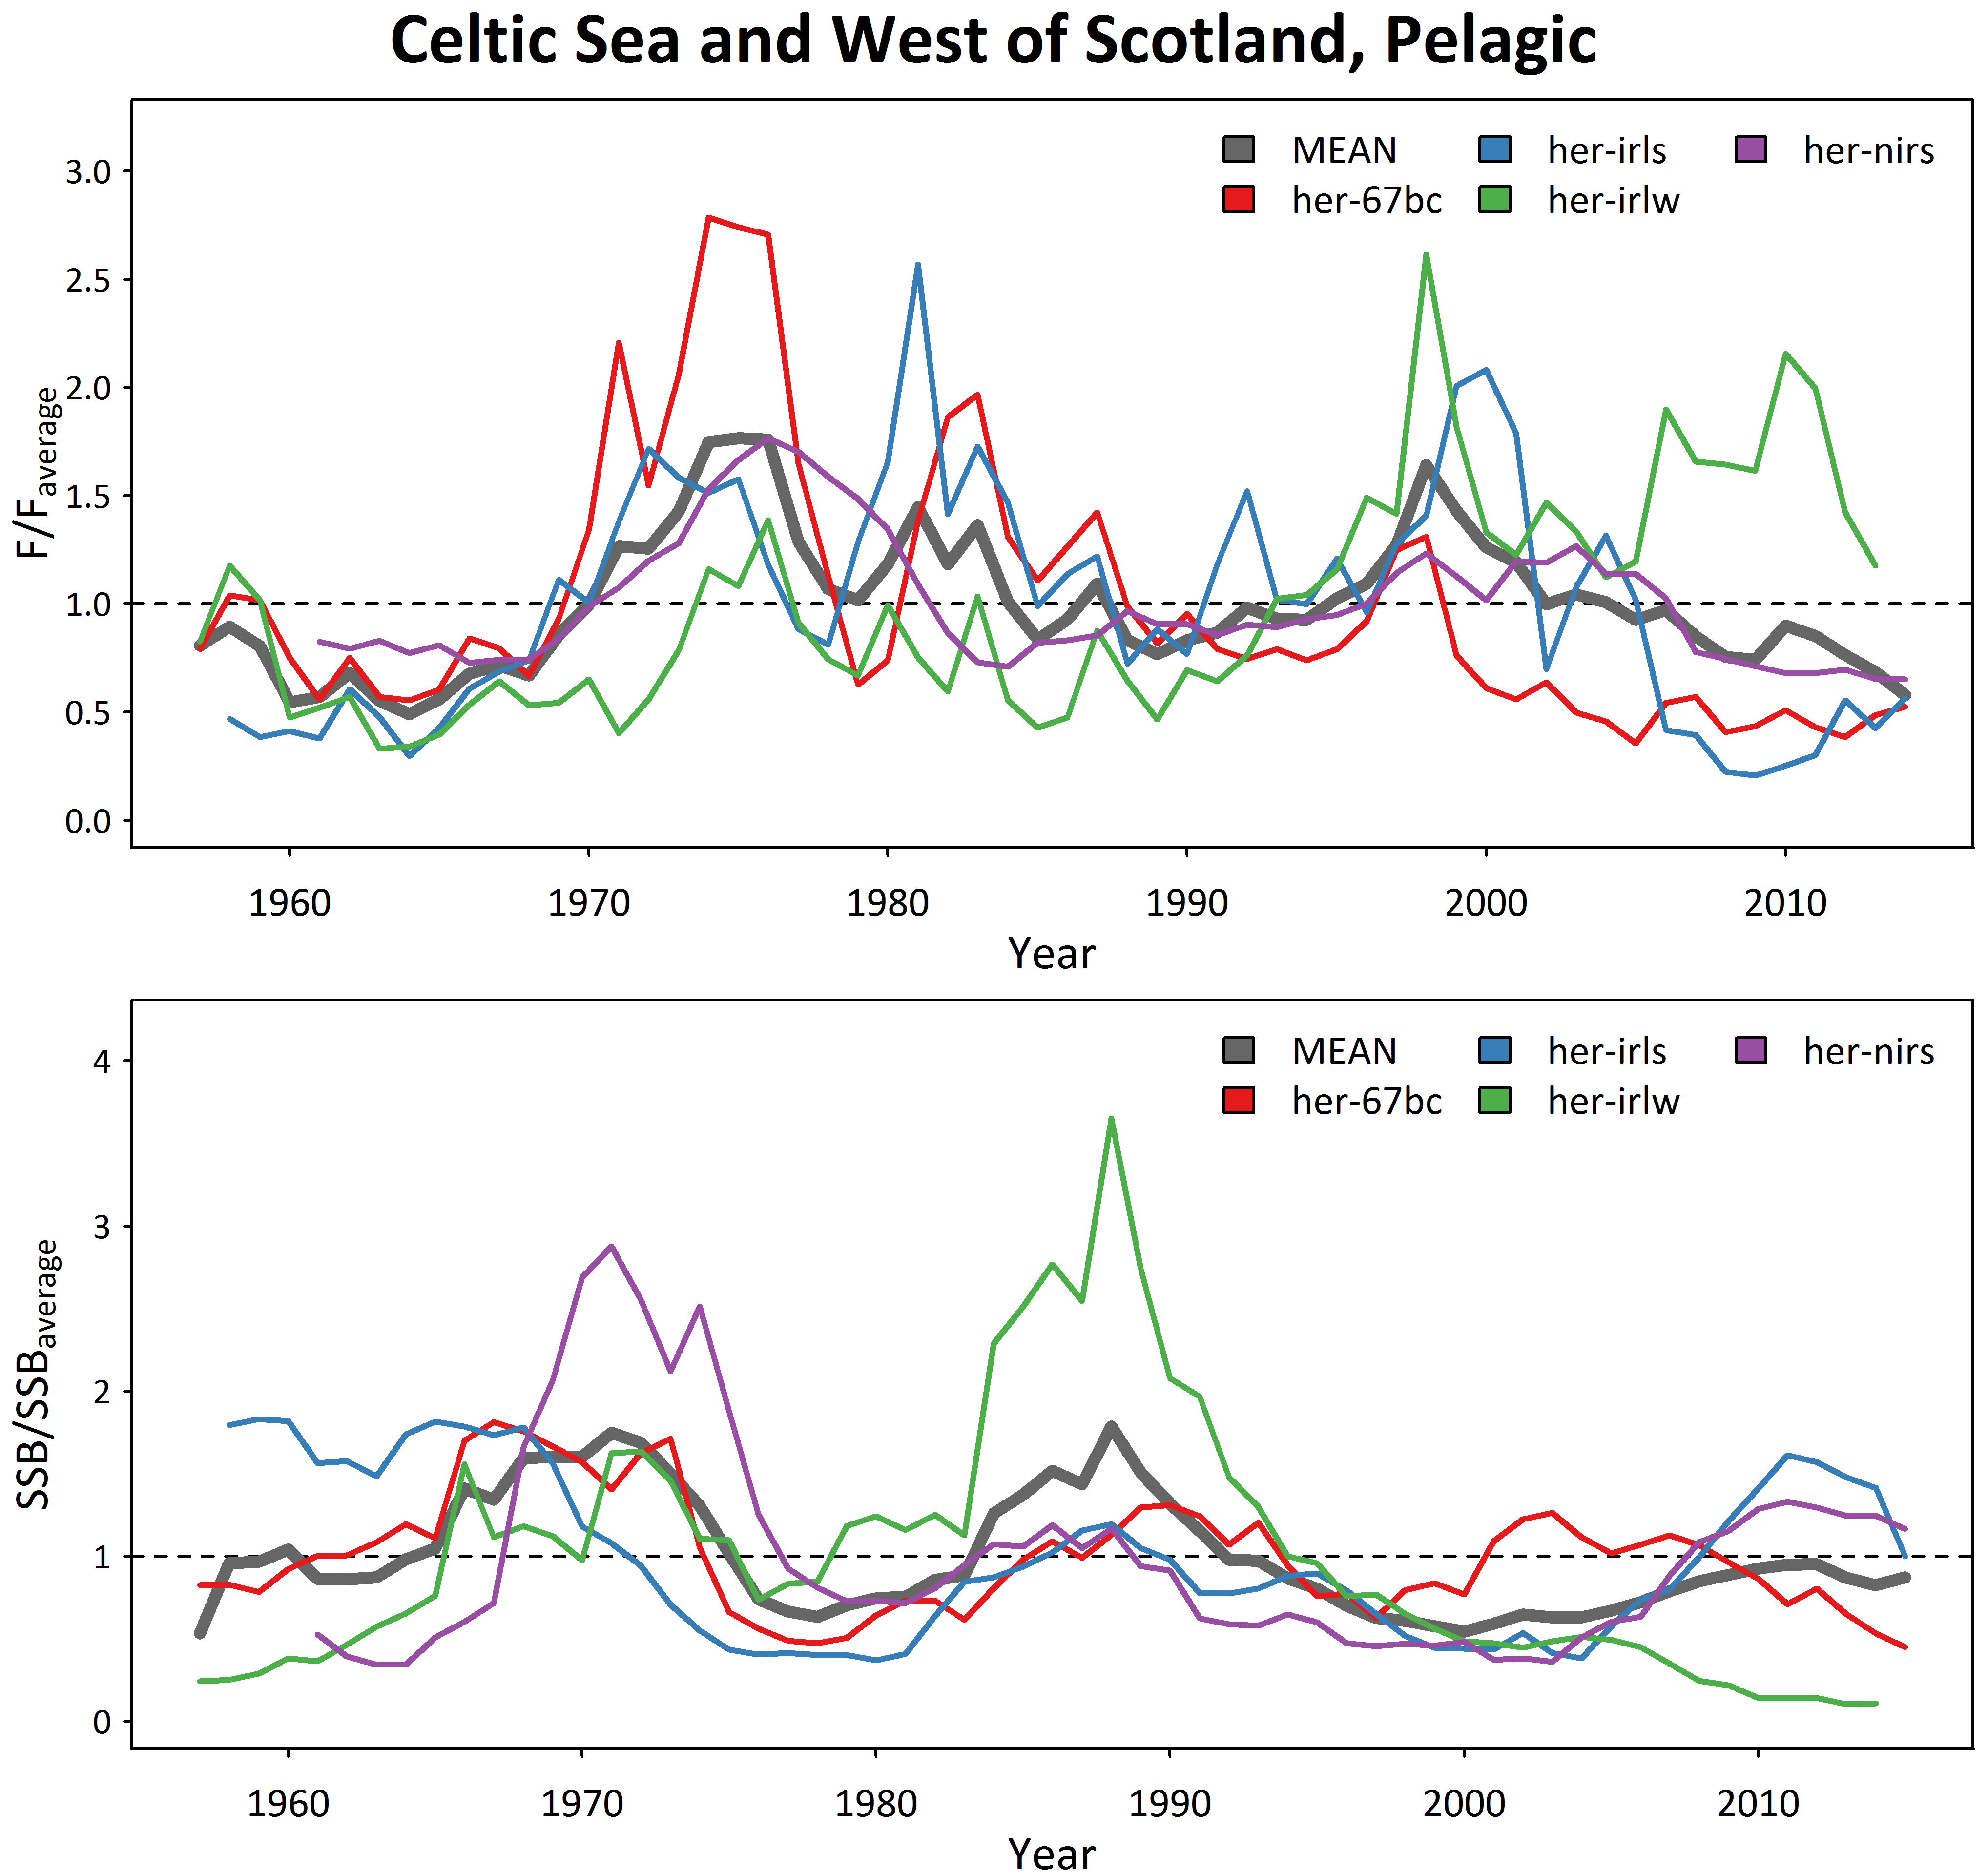 Celtic Sea and West of Scotland, Pelagic
F/Faverage
3.0
2.5
2.0
1.5
1.0
0.5
0.0
MEAN her-irls her-nirs
her-67bc her-irlw
1960 1970 1980 1990 2000 2010
Year
SSB/SSBaverage
4
3
2
1
0
MEAN her-irls her-nirs
her-67bc her-irlw
1960 1970 1980 1990 2000 2010
Year